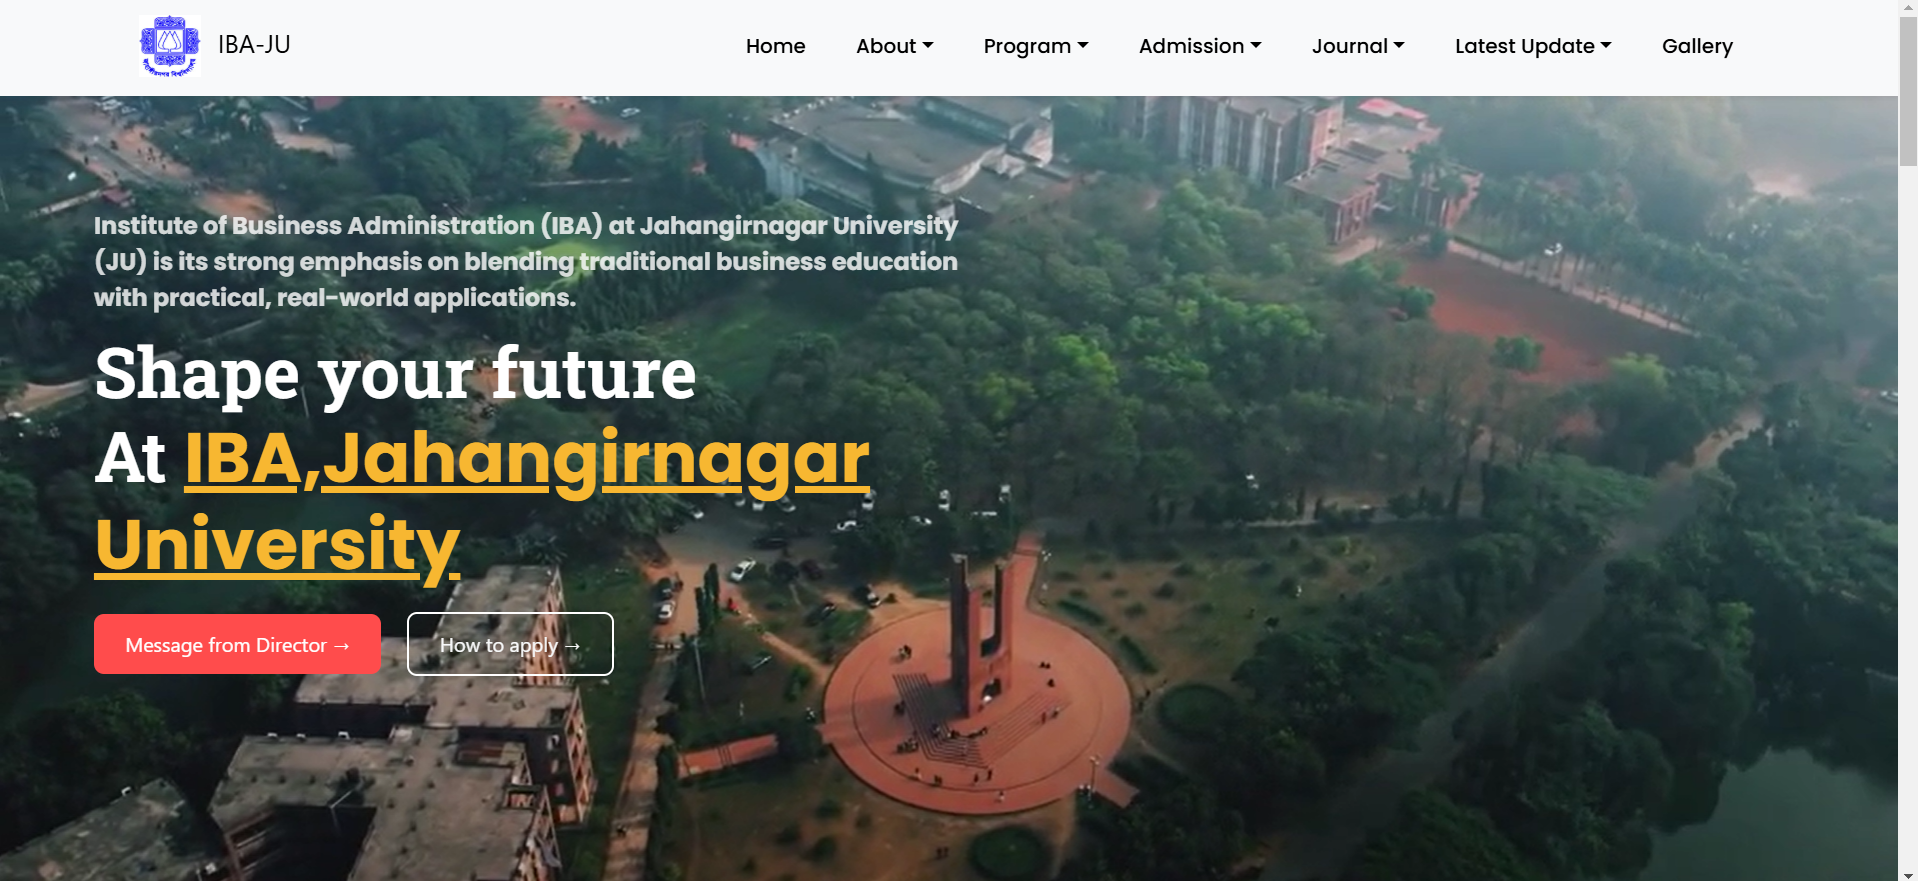 IBA-JU
Home About Program Admission Journal Latest Update Gallery
Institute of Business Administration (IBA) at Jahangirnagar University
(JU) is its strong emphasis on blending traditional business education
with practical, real-world applications.
Shape your future
At IBA,Jahangirnagar
University
Message from Director →
How to apply →